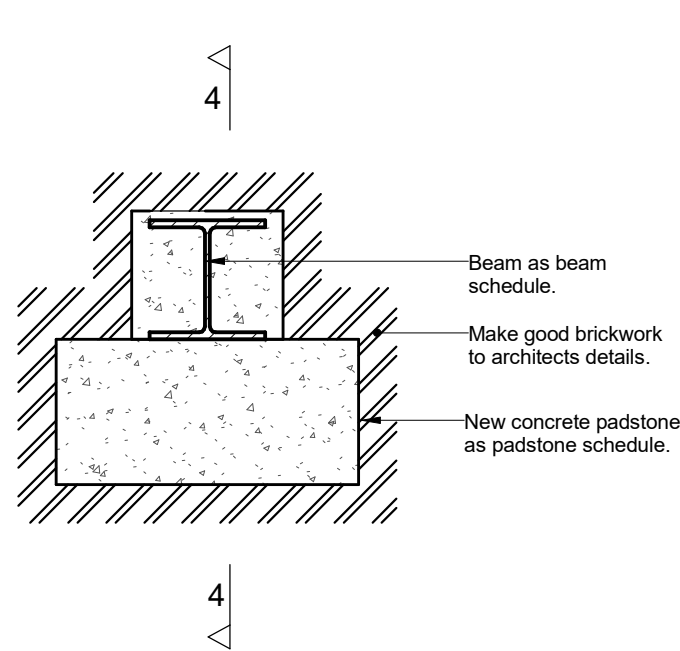 4
Beam as beam
schedule.
Make good brickwork
to architects details.
New concrete padstone
as padstone schedule.
4